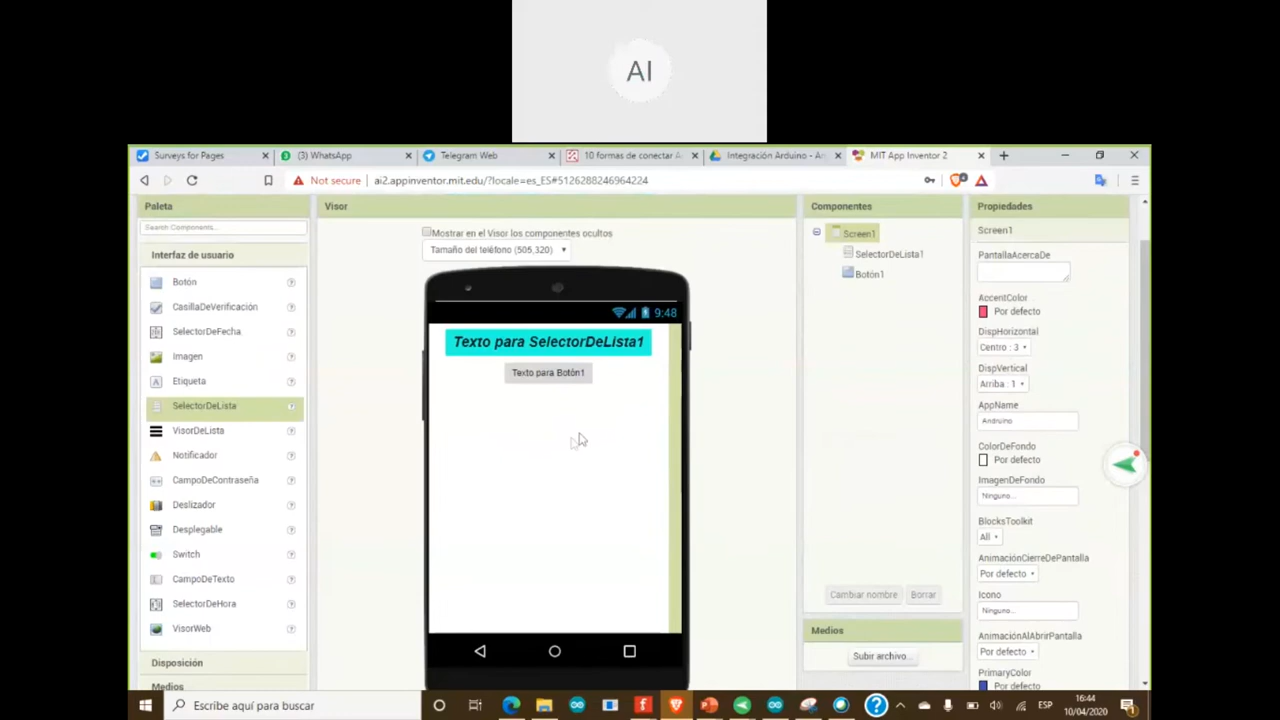 AI
Surveys for Pages
(3) WhatsApp
Telegram Web
10 formas de conectar A
Integración Arduino - A
MIT App Inventor 2
Not secure
ai2.appinventor.mit.edu/?locale=es_ES#5126288246964224
Paleta
Search Components...
Interfaz de usuario
Botón
CasillaDeVerificación
SelectorDeFecha
Imagen
Etiqueta
SelectorDeLista
VisorDeLista
Notificador
CampoDeContraseña
Deslizador
Desplegable
Switch
CampoDeTexto
SelectorDeHora
VisorWeb
Disposición
Medios
Visor
Mostrar en el Visor los componentes ocultos
Tamaño del teléfono (505,320)
9:48
Texto para SelectorDeLista1
Texto para Botón1
Componentes
Screen1
SelectorDeLista1
Botón1
Cambiar nombre
Borrar
Medios
Subir archivo...
Propiedades
Screen1
PantallaAcercaDe
AccentColor
Por defecto
DispHorizontal
Centro : 3
DispVertical
Arriba : 1
AppName
Andruino
ColorDeFondo
Por defecto
ImagenDeFondo
Ninguno...
BlocksToolkit
All
AnimaciónCierreDePantalla
Por defecto
Icono
Ninguno...
AnimaciónAlAbrirPantalla
Por defecto
PrimaryColor
Por defecto
Escribe aquí para buscar
ESP
16:44
10/04/2020